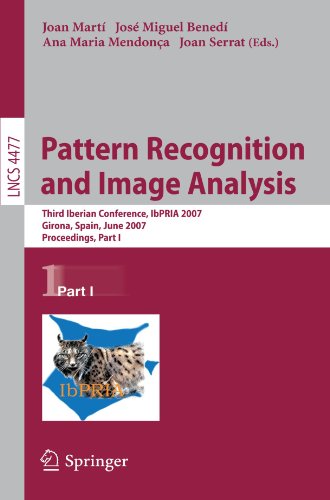 Joan Martí José Miguel Benedí
Ana Maria Mendonça Joan Serrat (Eds.)
LNCS 4477
Pattern Recognition
and Image Analysis
Third Iberian Conference, IbPRIA 2007
Girona, Spain, June 2007
Proceedings, Part I
1
Part I
IbPRIA
Springer